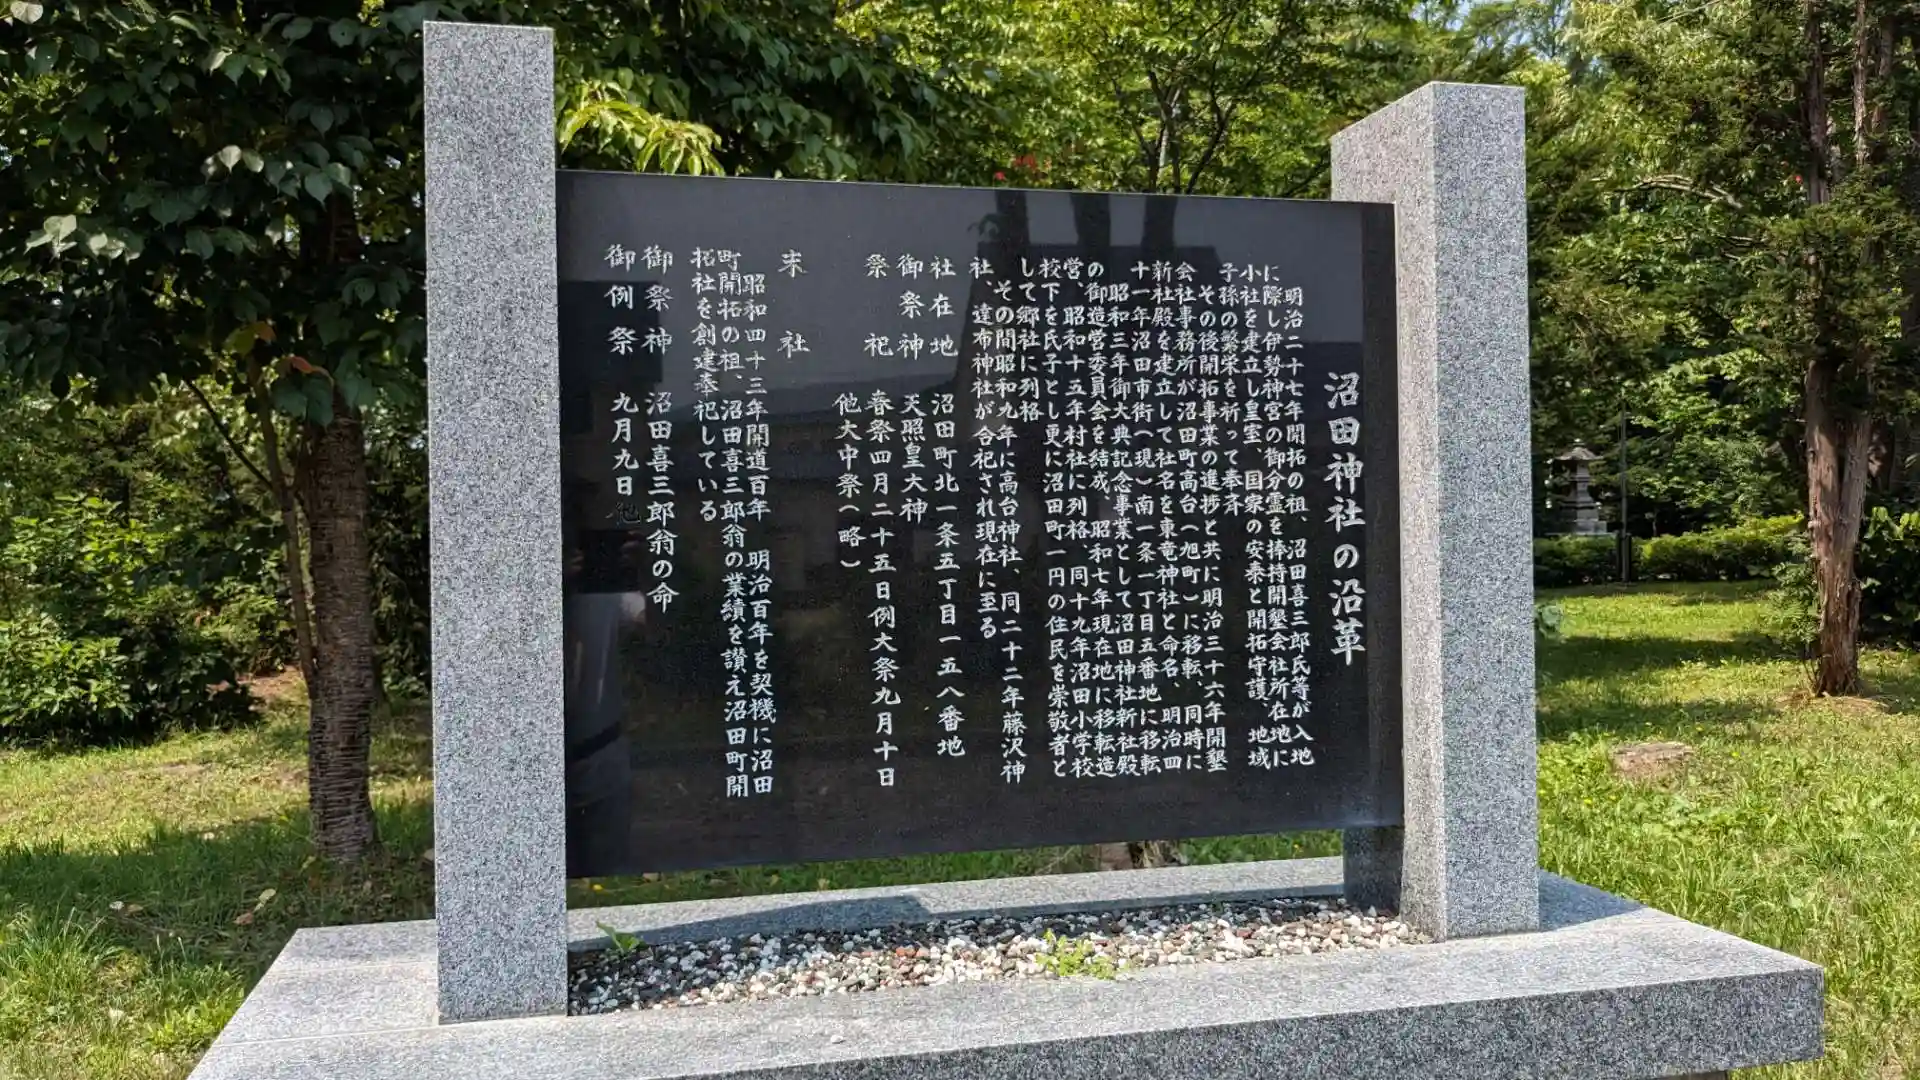 沼田神社の沿革
明治二十七年開拓の祖、沼田喜三郎氏等が入地
に際し伊勢神宮の御分霊を捧持開墾会社所在地に
小社を建立し皇室、国家の安泰と開拓守護、地域
子孫の繁栄を祈って奉斉
その後開拓事業の進捗と共に明治三十六年開墾
会社事務所が沼田町高台(旭町)に移転、同時に
新社殿を建立して社名を東竜神社と命名、明治四
十一年沼田市街(現)南一条一丁目五番地に移転
昭和三年御大典記念事業として沼田神社新社殿
の御造営委員会を結成、昭和七年現在地に移転造
営、昭和十五年村社に列格、同十九年沼田小学校
校下を氏子とし更に沼田町一円の住民を崇敬者と
して郷社に列格
その間昭和九年に高台神社、同二十二年藤沢神
社、達布神社が合祀され現在に至る
社在地 沼田町北一条五丁目一五八番地
御祭神 天照皇大神
祭祀 春祭四月二十五日例大祭九月十日
他大中祭(略)
末社
昭和四十三年開道百年 明治百年を契機に沼田
町開拓の祖、沼田喜三郎翁の業績を讃え沼田町開
拓社を創建奉祀している
御祭神 沼田喜三郎翁の命
御例祭 九月九日 他